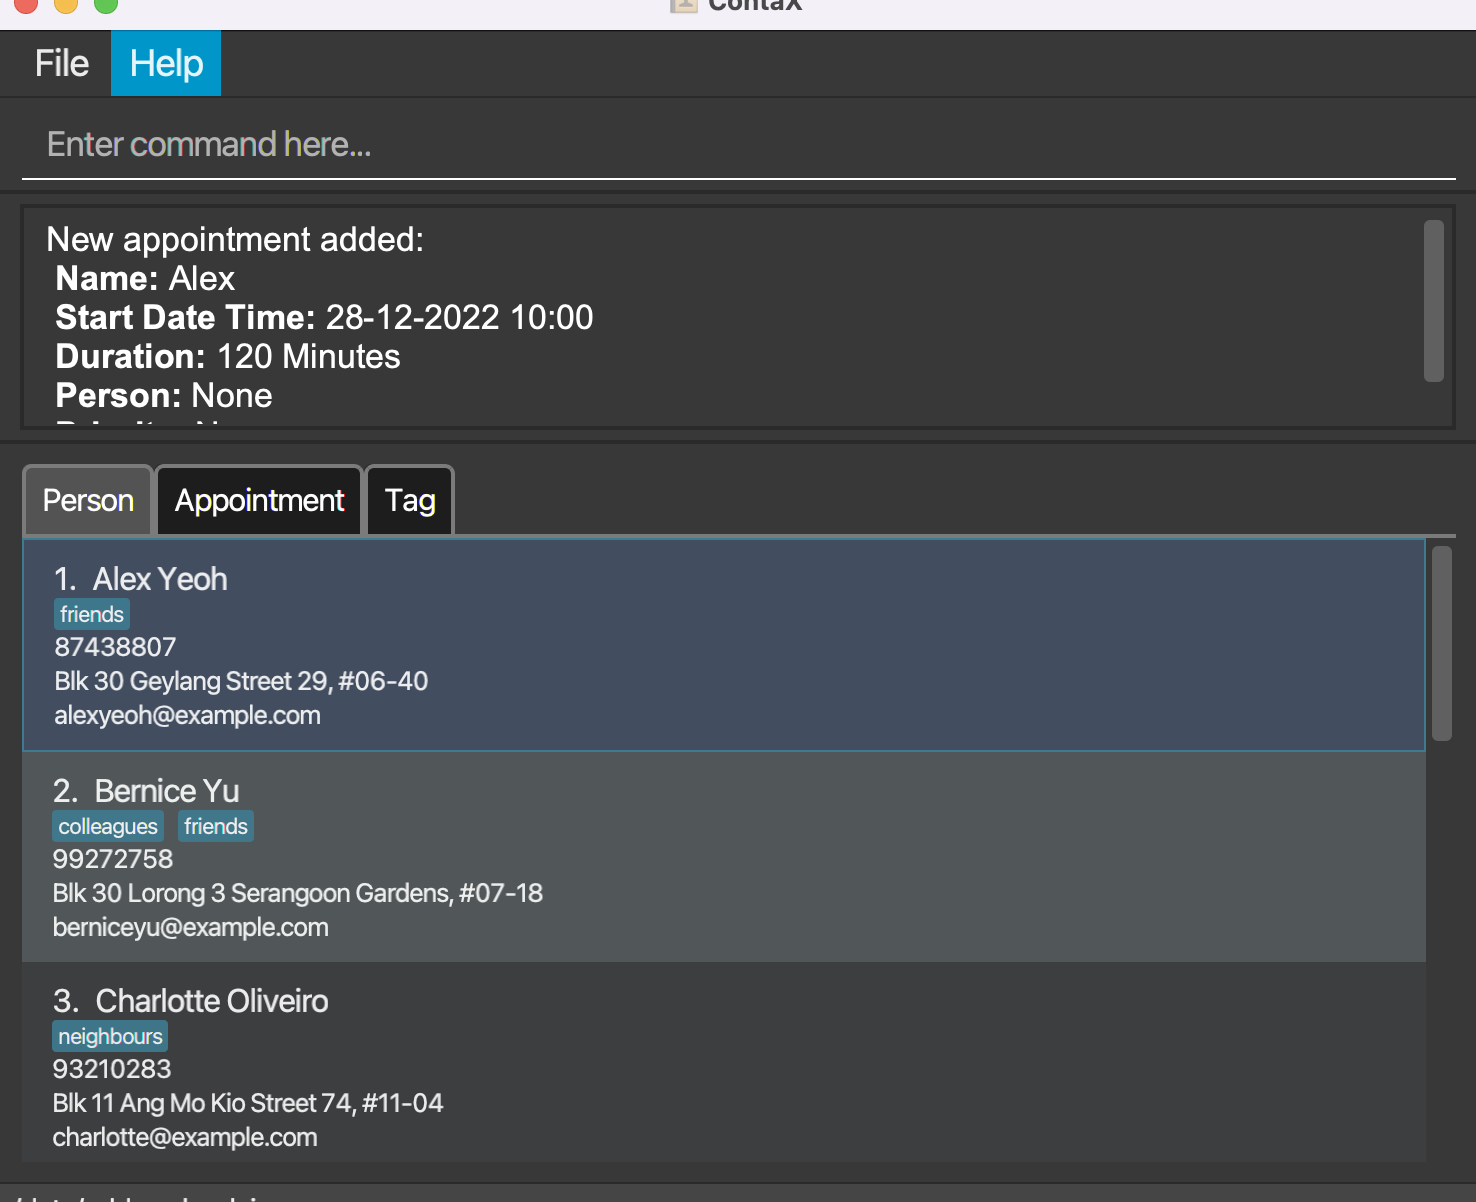 ContaX
File Help
Enter command here...
New appointment added:
Name: Alex
Start Date Time: 28-12-2022 10:00
Duration: 120 Minutes
Person: None
Person Appointment Tag
1. Alex Yeoh
friends
87438807
Blk 30 Geylang Street 29, #06-40
alexyeoh@example.com
2. Bernice Yu
colleagues friends
99272758
Blk 30 Lorong 3 Serangoon Gardens, #07-18
berniceyu@example.com
3. Charlotte Oliveiro
neighbours
93210283
Blk 11 Ang Mo Kio Street 74, #11-04
charlotte@example.com